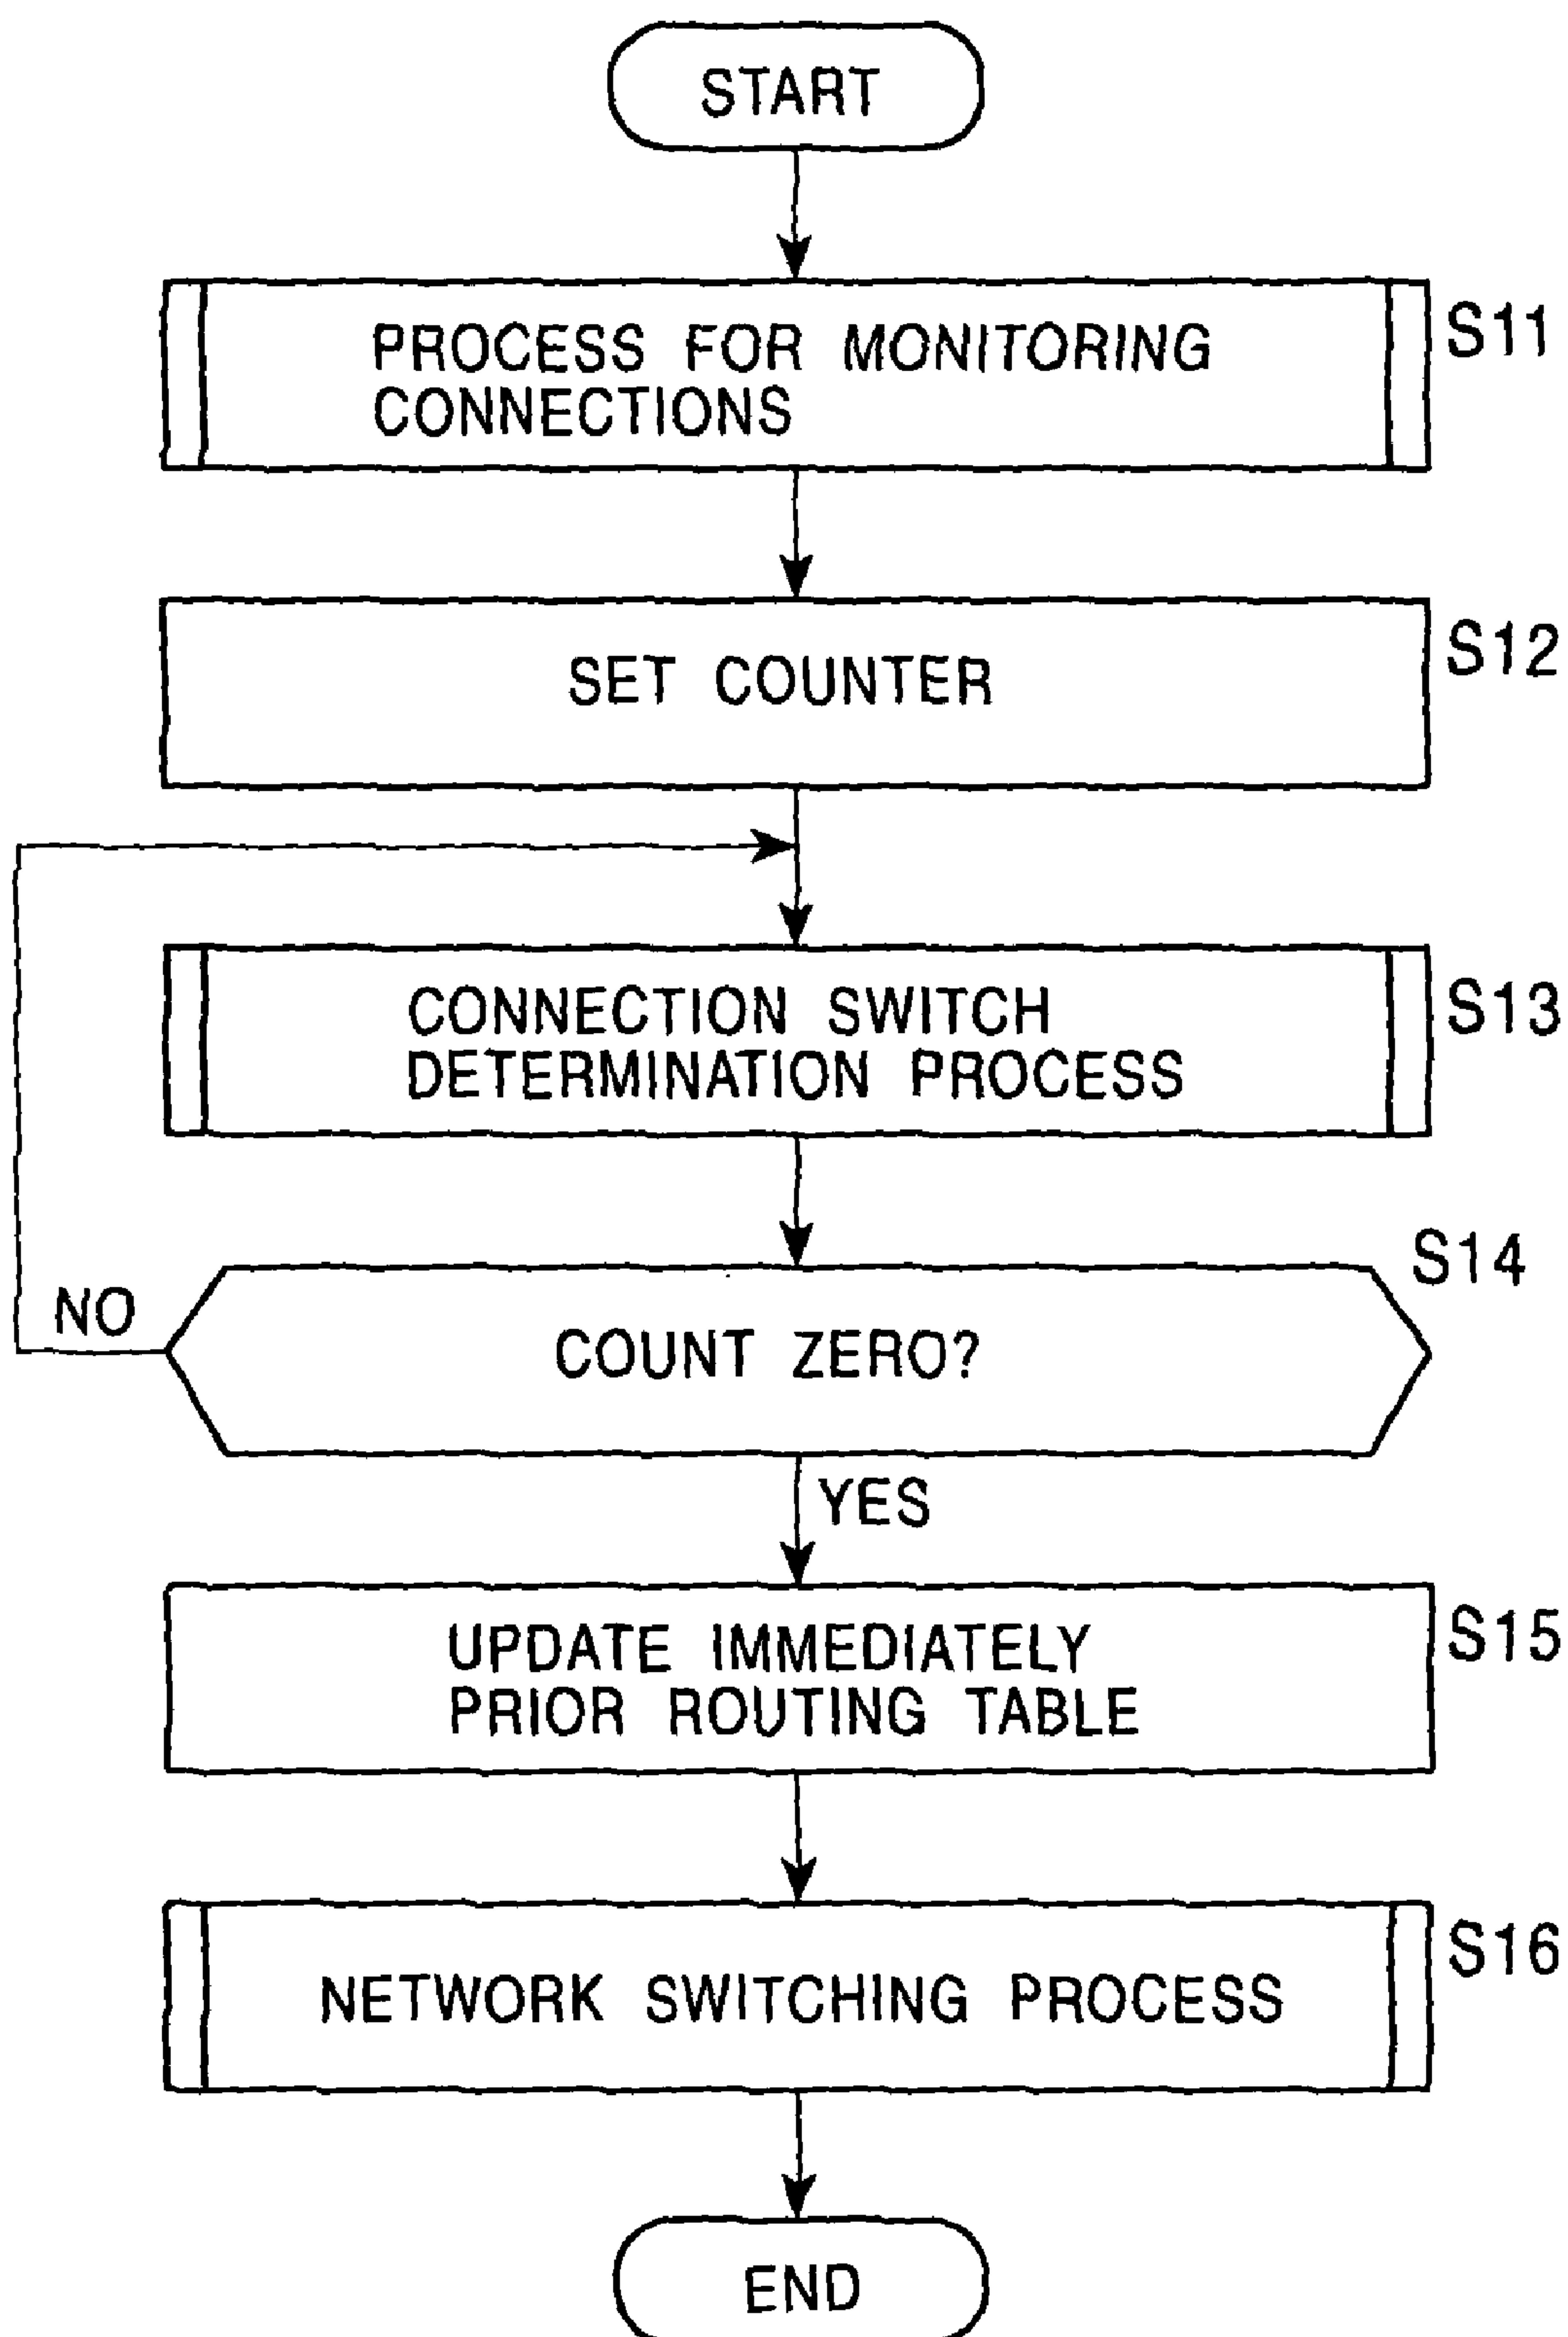 START
PROCESS FOR MONITORING
CONNECTIONS
S11
SET COUNTER
S12
CONNECTION SWITCH
DETERMINATION PROCESS
S13
S14
NO
COUNT ZERO?
YES
UPDATE IMMEDIATELY
PRIOR ROUTING TABLE
S15
NETWORK SWITCHING PROCESS
S16
END